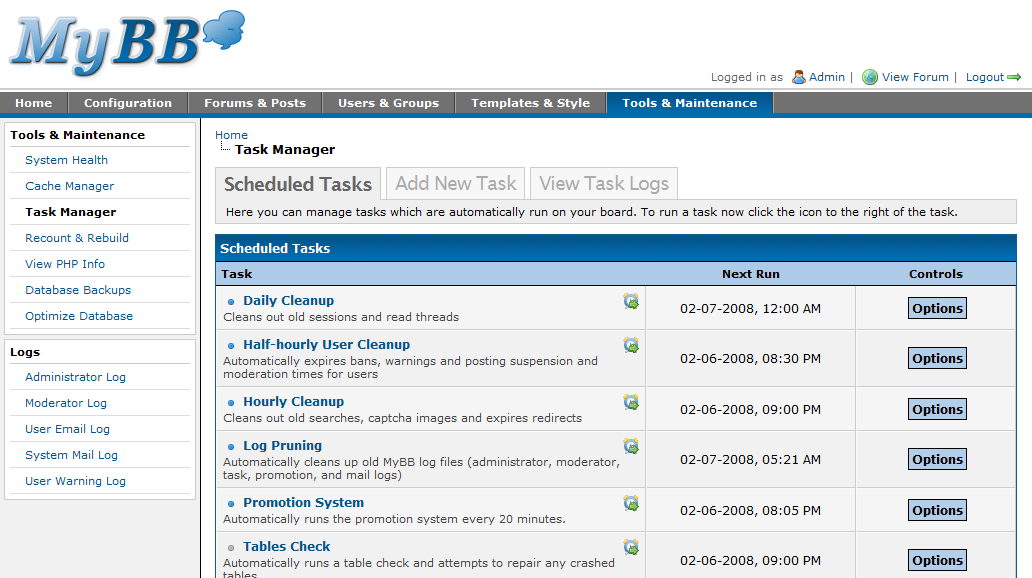 MyBB
Logged in as Admin | View Forum | Logout
Home Configuration Forums & Posts Users & Groups Templates & Style Tools & Maintenance
Tools & Maintenance
System Health
Cache Manager
Task Manager
Recount & Rebuild
View PHP Info
Database Backups
Optimize Database
Logs
Administrator Log
Moderator Log
User Email Log
System Mail Log
User Warning Log
Home
Task Manager
Scheduled Tasks Add New Task View Task Logs
Here you can manage tasks which are automatically run on your board. To run a task now click the icon to the right of the task.
Scheduled Tasks
Task Next Run Controls
Daily Cleanup
Cleans out old sessions and read threads
02-07-2008, 12:00 AM Options
Half-hourly User Cleanup
Automatically expires bans, warnings and posting suspension and
moderation times for users
02-06-2008, 08:30 PM Options
Hourly Cleanup
Cleans out old searches, captcha images and expires redirects
02-06-2008, 09:00 PM Options
Log Pruning
Automatically cleans up old MyBB log files (administrator, moderator,
task, promotion, and mail logs)
02-07-2008, 05:21 AM Options
Promotion System
Automatically runs the promotion system every 20 minutes.
02-06-2008, 08:05 PM Options
Tables Check
Automatically runs a table check and attempts to repair any crashed
tables
02-06-2008, 09:00 PM Options